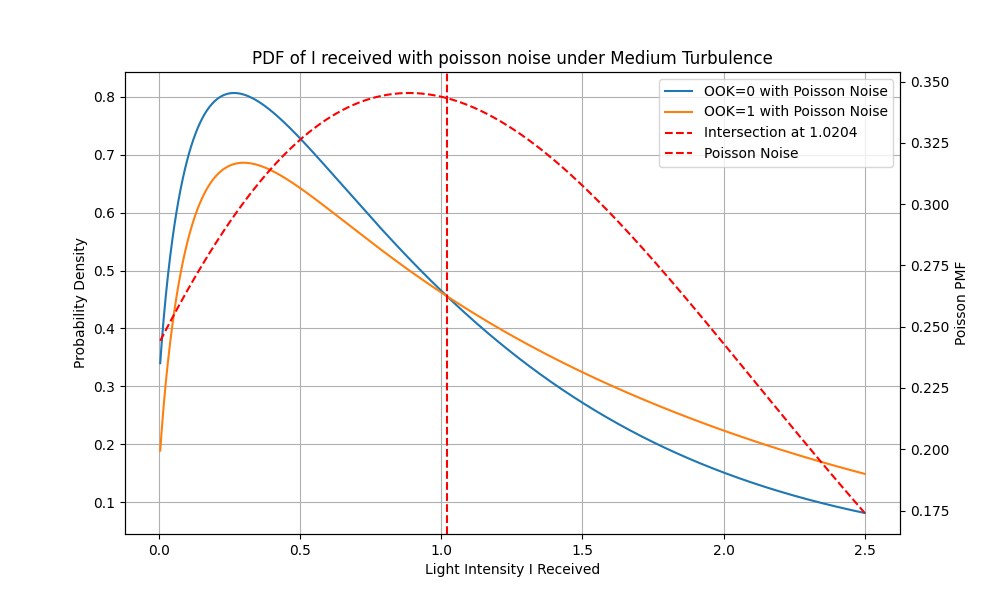 PDF of I received with poisson noise under Medium Turbulence
OOK=0 with Poisson Noise
OOK=1 with Poisson Noise
Intersection at 1.0204
Poisson Noise
Probability Density
0.8
0.7
0.6
0.5
0.4
0.3
0.2
0.1
0.350
0.325
0.300
0.275
0.250
0.225
0.200
0.175
Poisson PMF
0.0 0.5 1.0 1.5 2.0 2.5
Light Intensity I Received